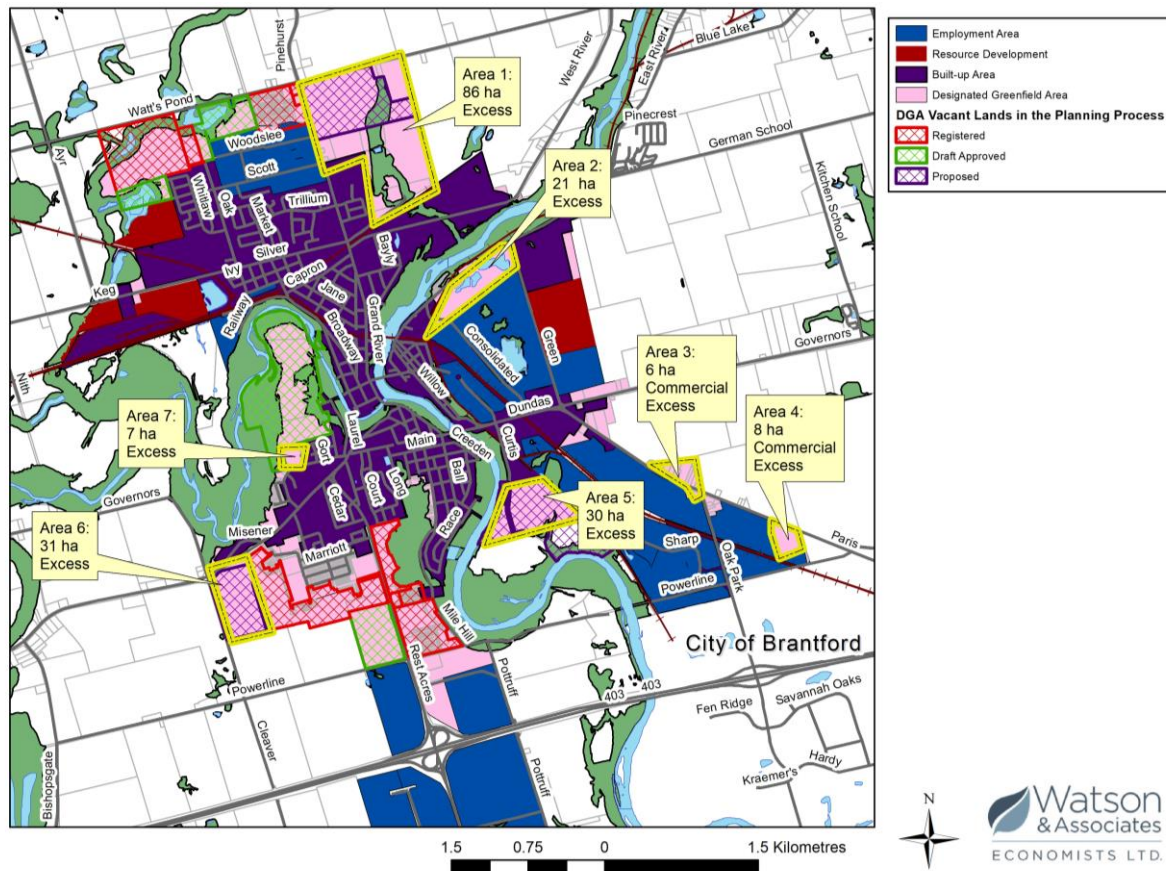 Pinehurst
West River
East River
Blue Lake
Area 1:
86 ha
Excess
Watt's Pond
Woodslee
Pinecrest
Ayr
Scott
German School
Area 2:
21 ha
Excess
Whitlaw
Oak
Market
Trillium
Kitchen School
Silver
Bayly
Ivy
Capron
Keg
Jane
Railway
Broadway
Grand River
Consolidated
Green
Governors
Area 3:
6 ha
Commercial
Excess
Nith
Willow
Dundas
Area 7:
7 ha
Excess
Laurel
Gort
Main
Creeden
Curtis
Area 4:
8 ha
Commercial
Excess
Governors
Cedar
Court
Long
Ball
Area 5:
30 ha
Excess
Misener
Race
Area 6:
31 ha
Excess
Marriott
Sharp
Oak Park
Paris
Powerline
Mile Hill
City of Brantford
Powerline
Rest Acres
Pottruff
403
403
Savannah Oaks
Fen Ridge
Cleaver
Hardy
Bishopsgate
Pottruff
Kraemer's
Employment Area
Resource Development
Built-up Area
Designated Greenfield Area
DGA Vacant Lands in the Planning Process
Registered
Draft Approved
Proposed
1.5 0.75 0 1.5 Kilometres
N
Watson
& Associates
ECONOMISTS LTD.